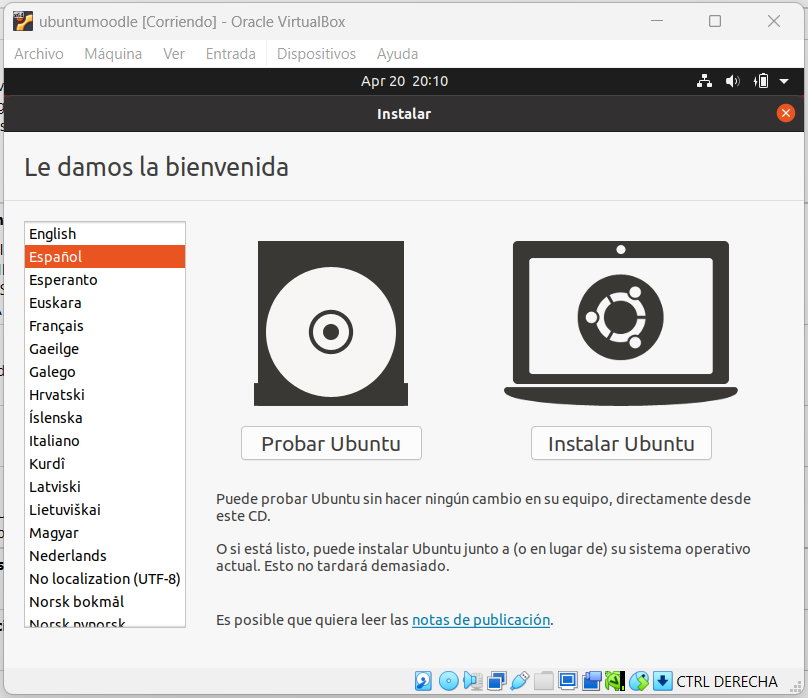 ubuntumoodle [Corriendo] - Oracle VirtualBox
Archivo Máquina Ver Entrada Dispositivos Ayuda
Apr 20 20:10
Instalar
Le damos la bienvenida
English
Español
Esperanto
Euskara
Français
Gaeilge
Galego
Hrvatski
Íslenska
Italiano
Kurdî
Latviski
Lietuviškai
Magyar
Nederlands
No localization (UTF-8)
Norsk bokmål
Norsk nynorsk
Probar Ubuntu
Instalar Ubuntu
Puede probar Ubuntu sin hacer ningún cambio en su equipo, directamente desde
este CD.
O si está listo, puede instalar Ubuntu junto a (o en lugar de) su sistema operativo
actual. Esto no tardará demasiado.
Es posible que quiera leer las notas de publicación.
CTRL DERECHA